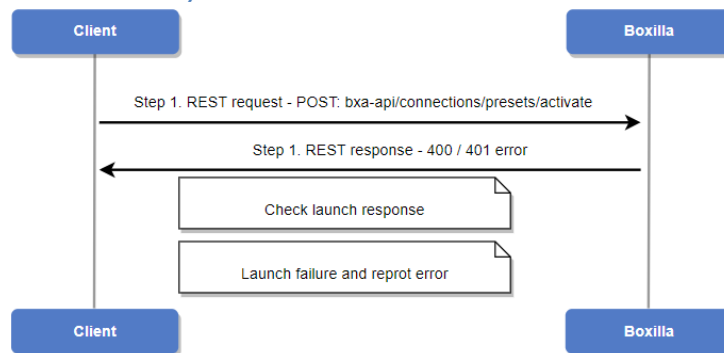 Client
Boxilla
Step 1. REST request - POST: bxa-api/connections/presets/activate
Step 1. REST response - 400 / 401 error
Check launch response
Launch failure and reprot error
Client
Boxilla